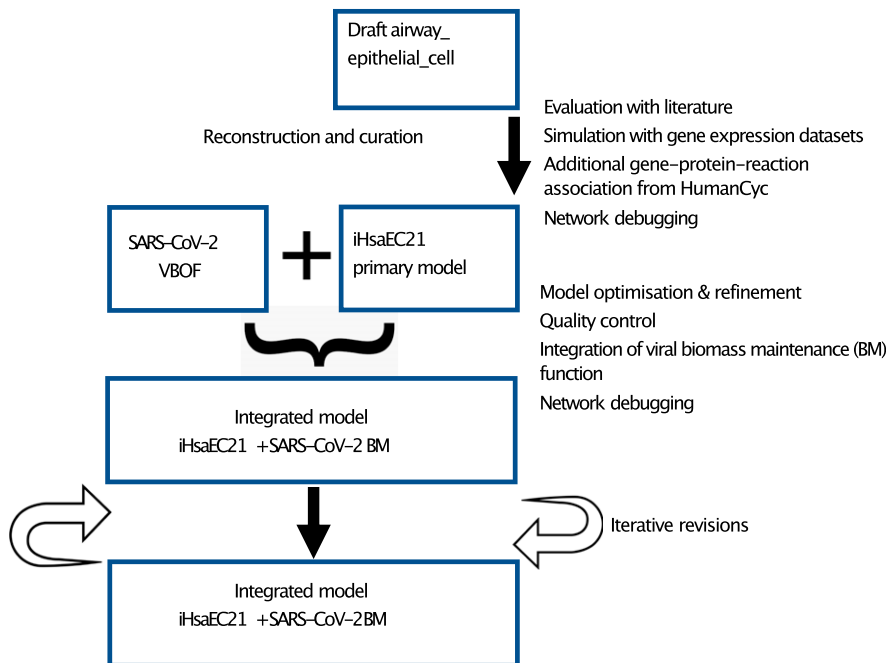 Draft airway_
epithelial_cell
Reconstruction and curation
Evaluation with literature
Simulation with gene expression datasets
Additional gene–protein–reaction
association from HumanCyc
Network debugging
SARS–CoV–2
VBOF
iHsaEC21
primary model
Model optimisation & refinement
Quality control
Integration of viral biomass maintenance (BM)
function
Network debugging
Integrated model
iHsaEC21 +SARS–CoV–2 BM
Iterative revisions
Integrated model
iHsaEC21 +SARS–CoV–2BM